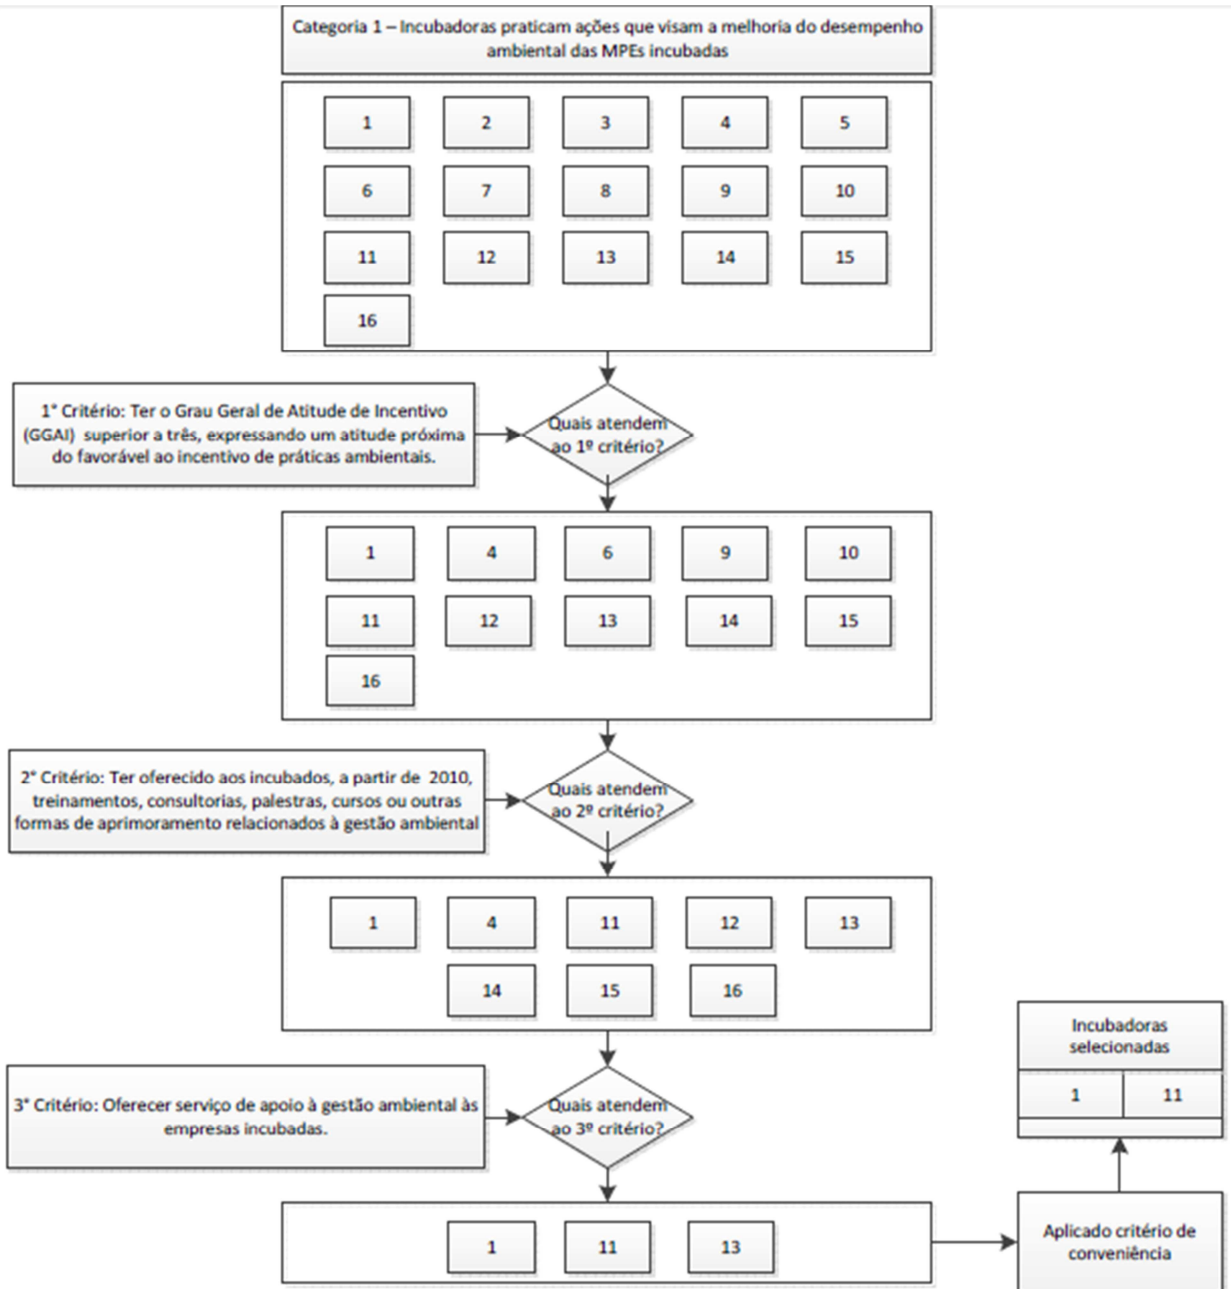 Categoria 1 – Incubadoras praticam ações que visam a melhoria do desempenho
ambiental das MPEs incubadas
1 2 3 4 5
6 7 8 9 10
11 12 13 14 15
16
1° Critério: Ter o Grau Geral de Atitude de Incentivo
(GGAI) superior a três, expressando um atitude próxima
do favorável ao incentivo de práticas ambientais.
Quais atendem
ao 1º critério?
1 4 6 9 10
11 12 13 14 15
16
2° Critério: Ter oferecido aos incubados, a partir de 2010,
treinamentos, consultorias, palestras, cursos ou outras
formas de aprimoramento relacionados à gestão ambiental
Quais atendem
ao 2º critério?
1 4 11 12 13
14 15 16
3° Critério: Oferecer serviço de apoio à gestão ambiental às
empresas incubadas.
Quais atendem
ao 3º critério?
1 11 13
Aplicado critério de
conveniência
Incubadoras
selecionadas
1 11